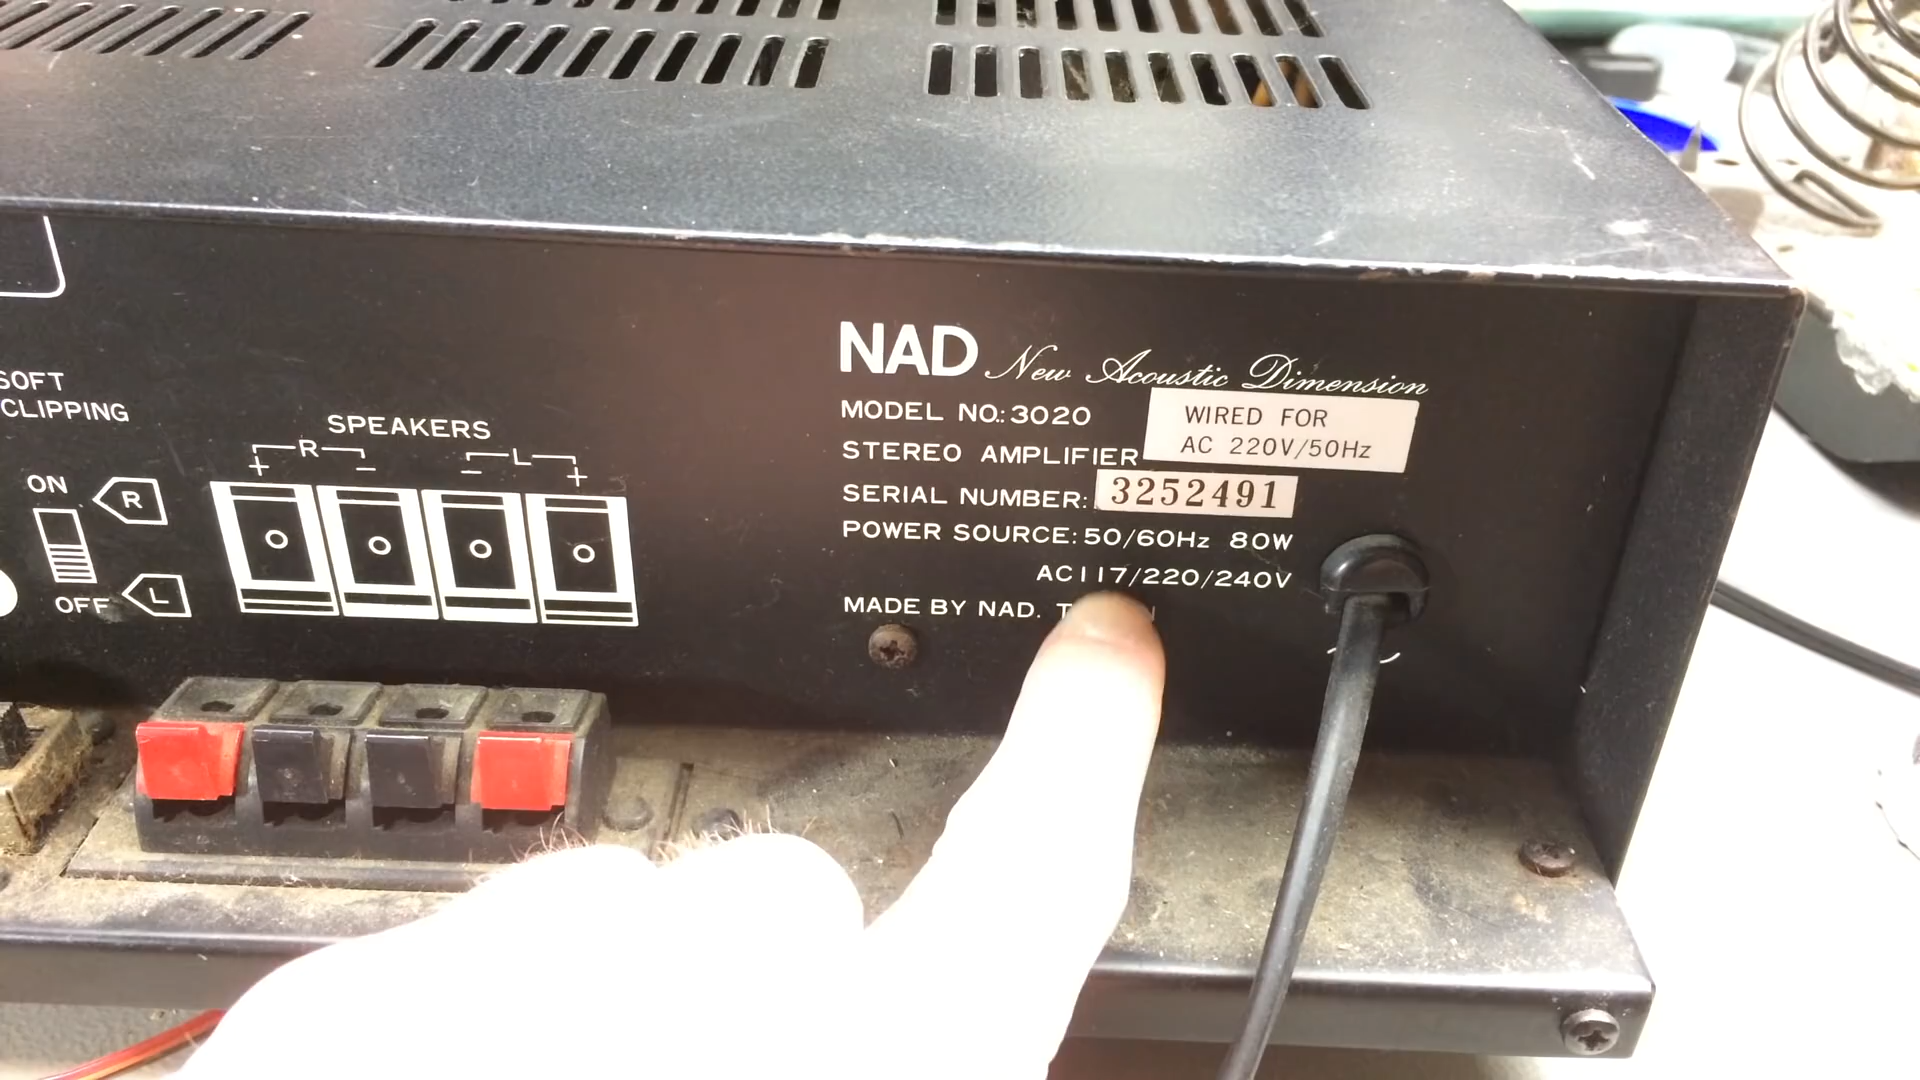 SOFT
CLIPPING
ON
R
OFF
L
SPEAKERS
R L
+ − − +
NAD New Acoustic Dimension
MODEL NO.:3020
STEREO AMPLIFIER
WIRED FOR
AC 220V/50Hz
SERIAL NUMBER: 3252491
POWER SOURCE:50/60Hz 80W
AC117/220/240V
MADE BY NAD.